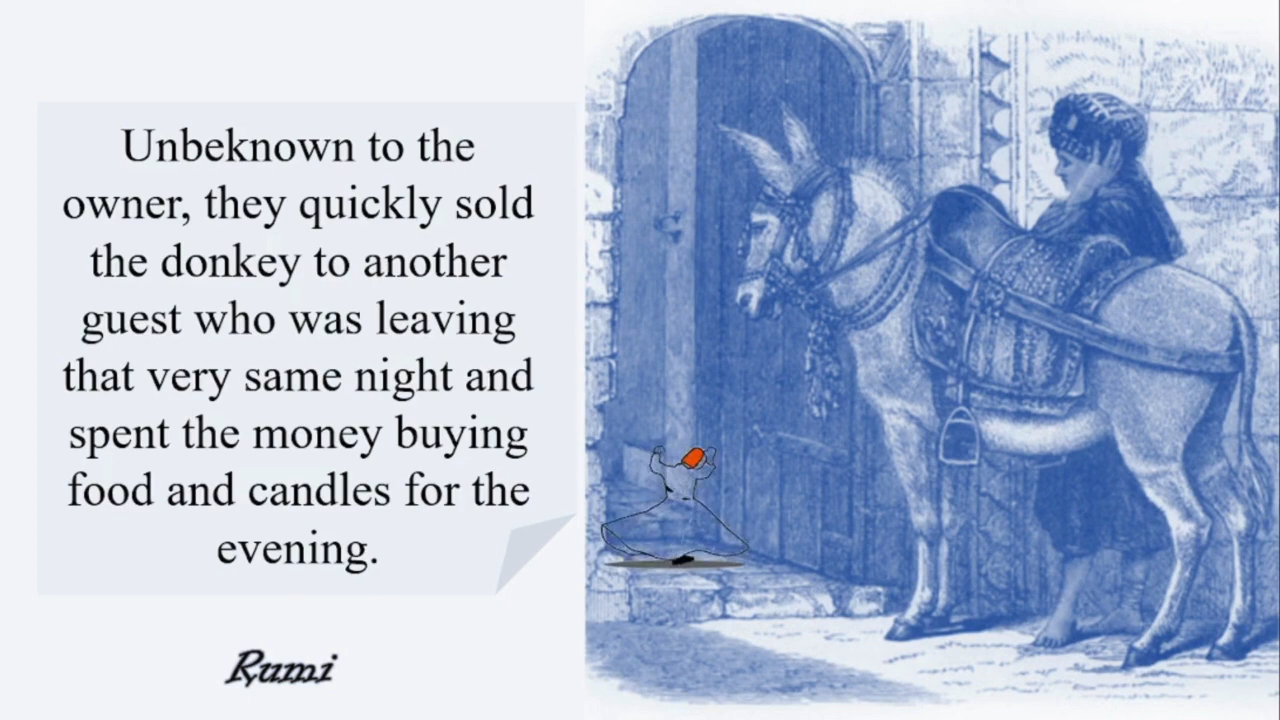 Unbeknown to the
owner, they quickly sold
the donkey to another
guest who was leaving
that very same night and
spent the money buying
food and candles for the
evening.
Rumi